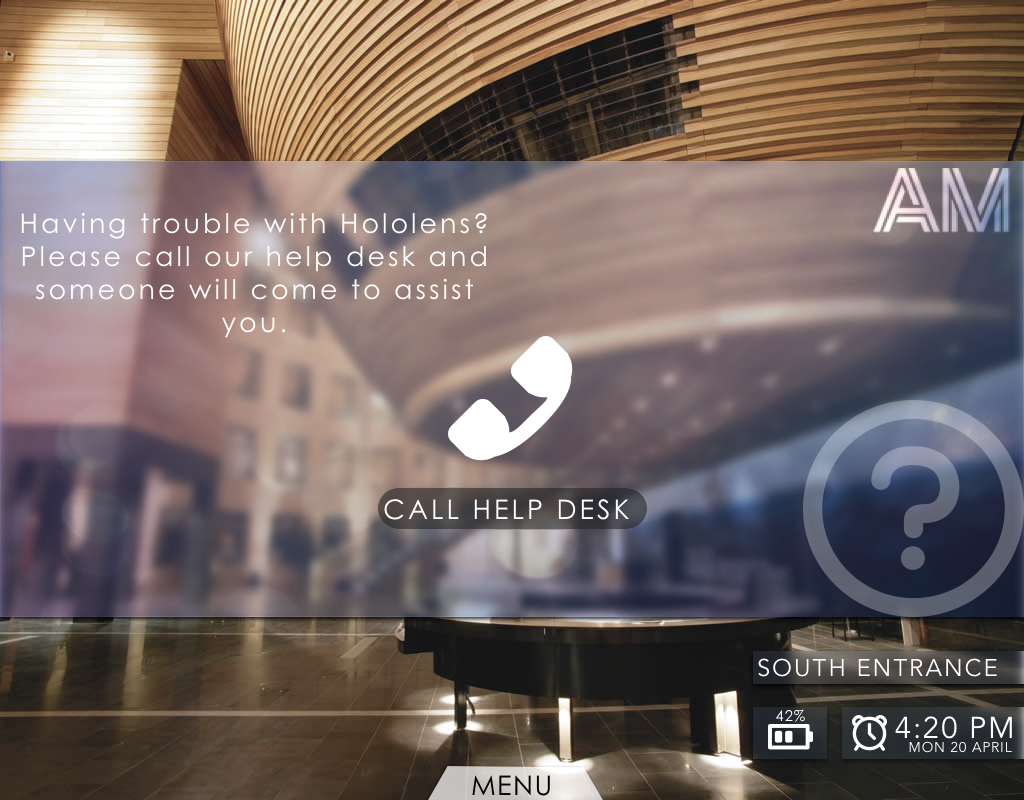 AM
Having trouble with Hololens?
Please call our help desk and
someone will come to assist
you.
CALL HELP DESK
?
SOUTH ENTRANCE
42%
4:20 PM
MON 20 APRIL
MENU